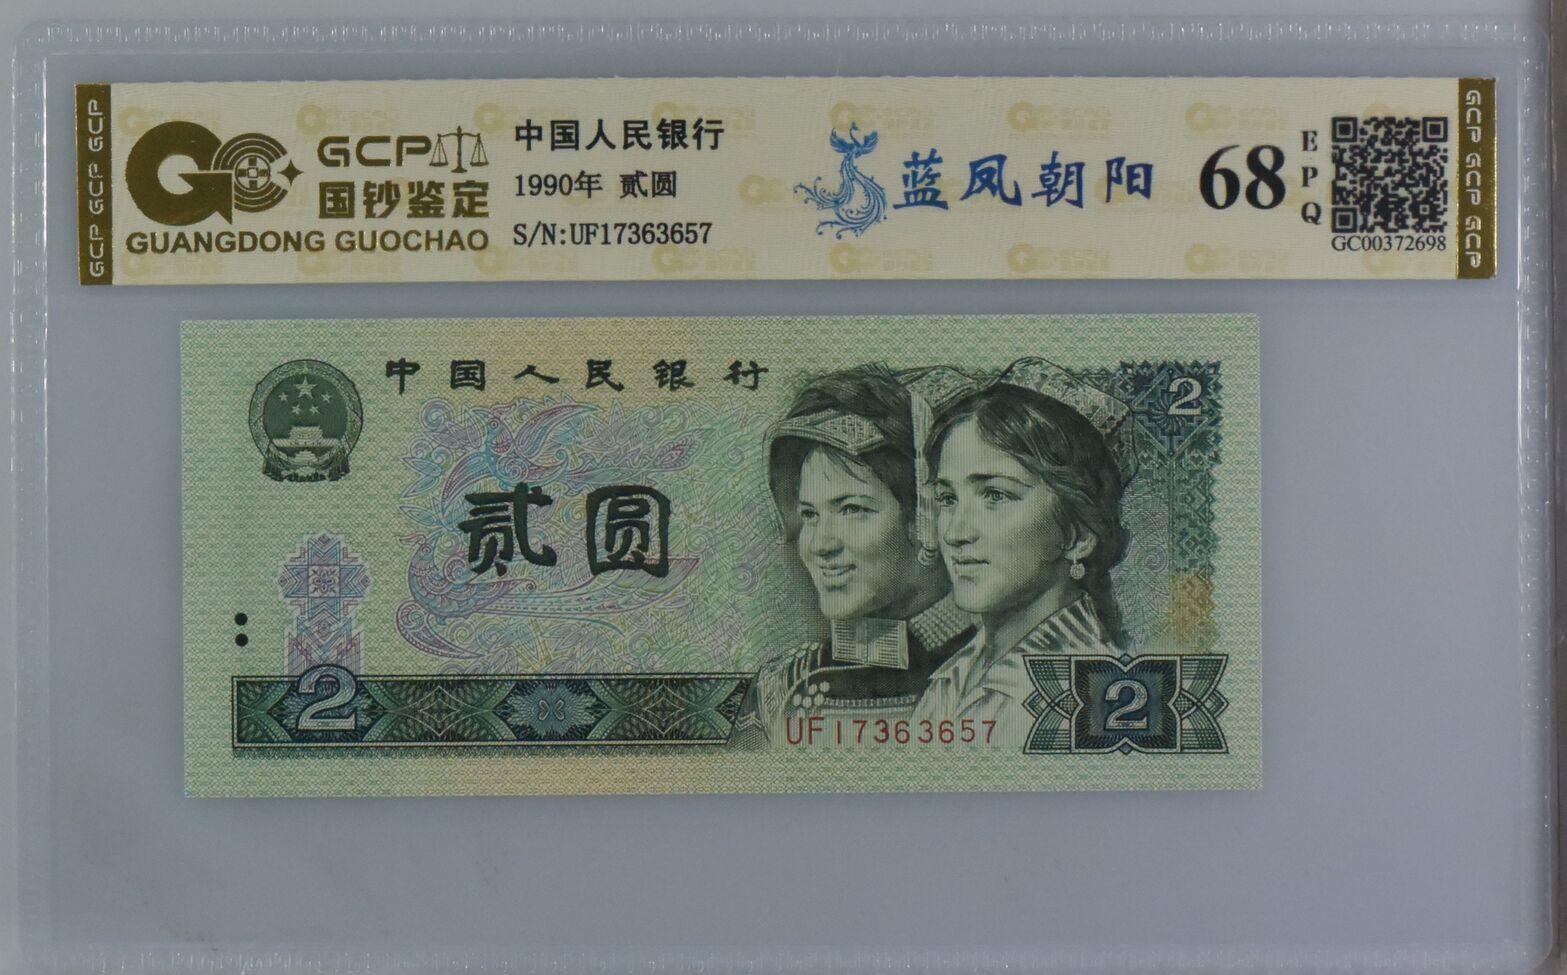 GCP GCP GCP
GCP
国钞鉴定
GUANGDONG GUOCHAO
中国人民银行
1990年 贰圆
S/N:UF17363657
蓝凤朝阳
68
EPQ
GC00372698
GCP GCP GCP
中国人民银行
2
贰圆
2
2
UF17363657